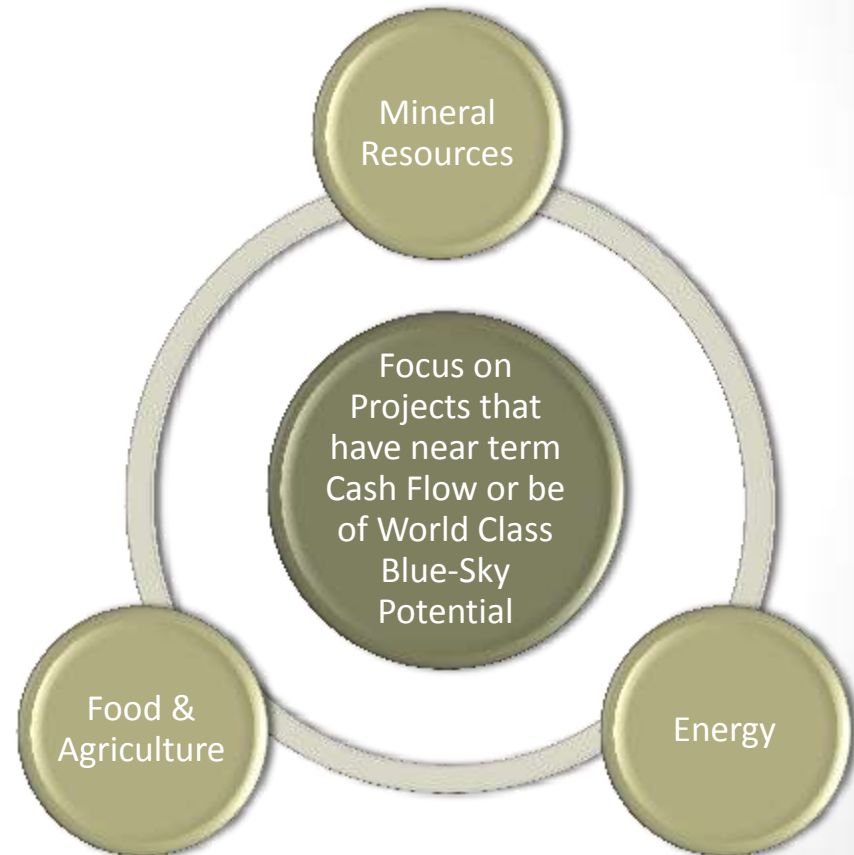 Mineral
Resources
Focus on
Projects that
have near term
Cash Flow or be
of World Class
Blue-Sky
Potential
Food &
Agriculture
Energy